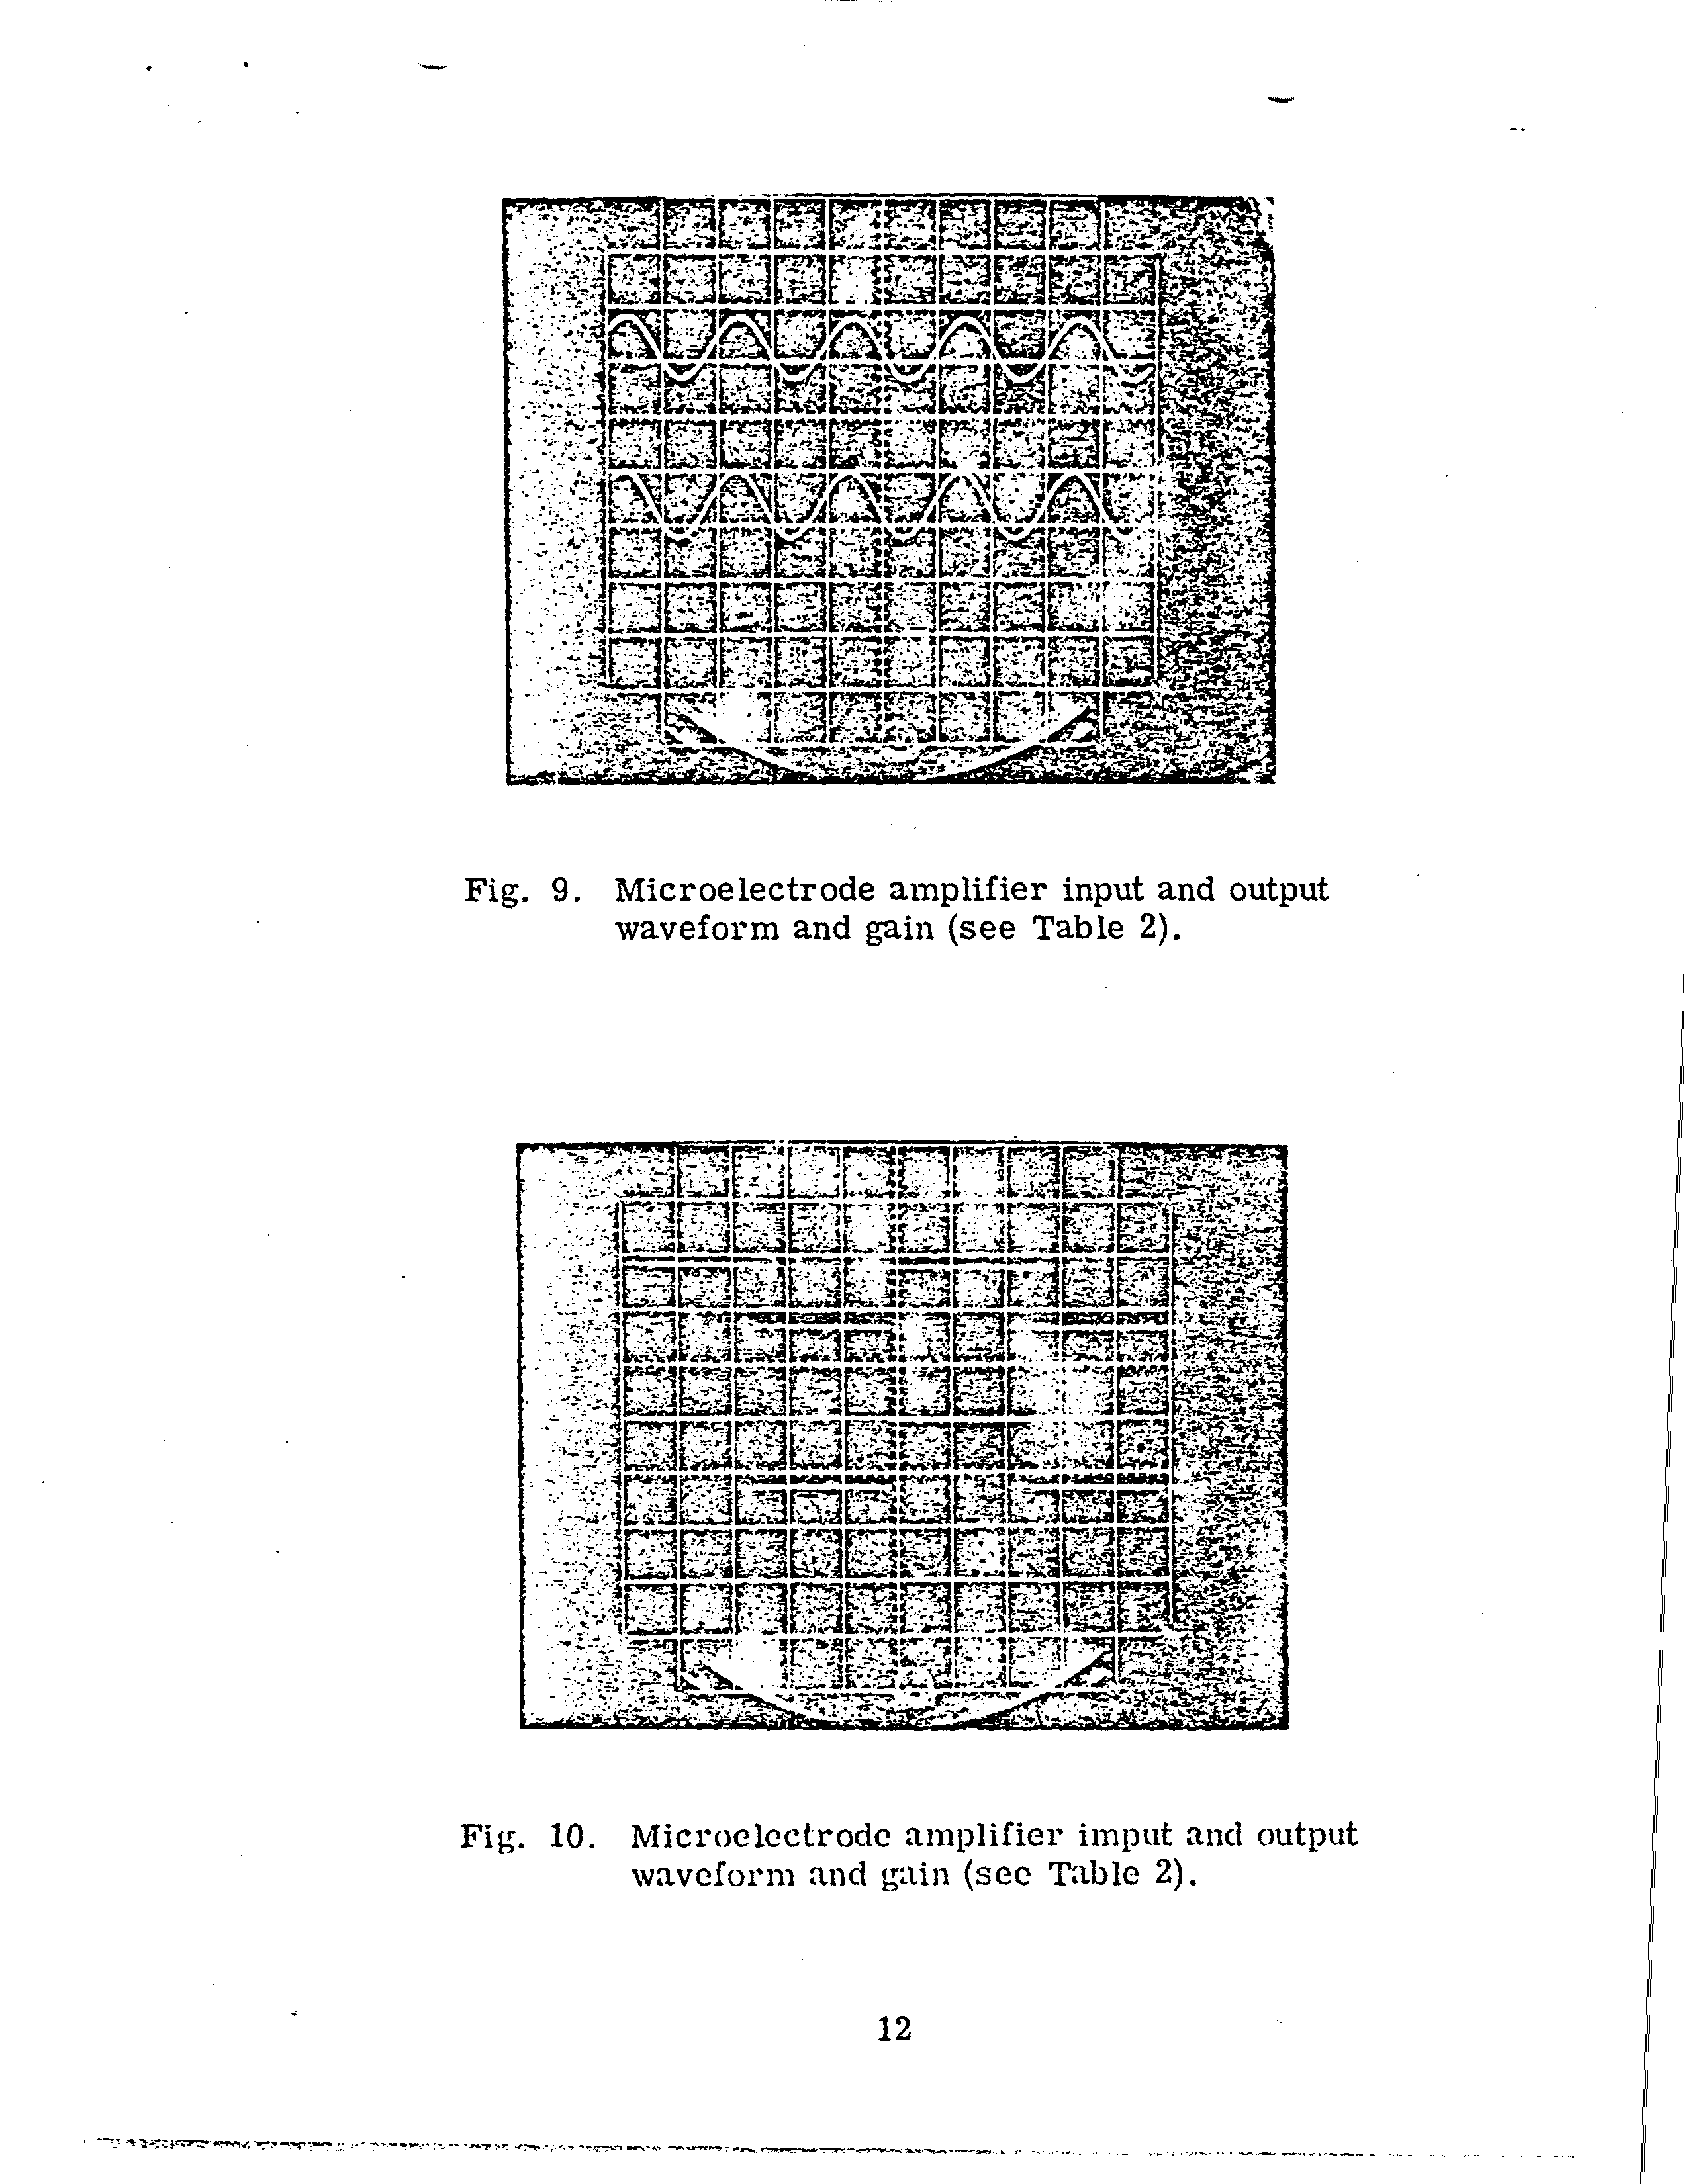 Fig. 9. Microelectrode amplifier input and output
waveform and gain (see Table 2).
Fig. 10. Microelectrode amplifier imput and output
waveform and gain (see Table 2).
12